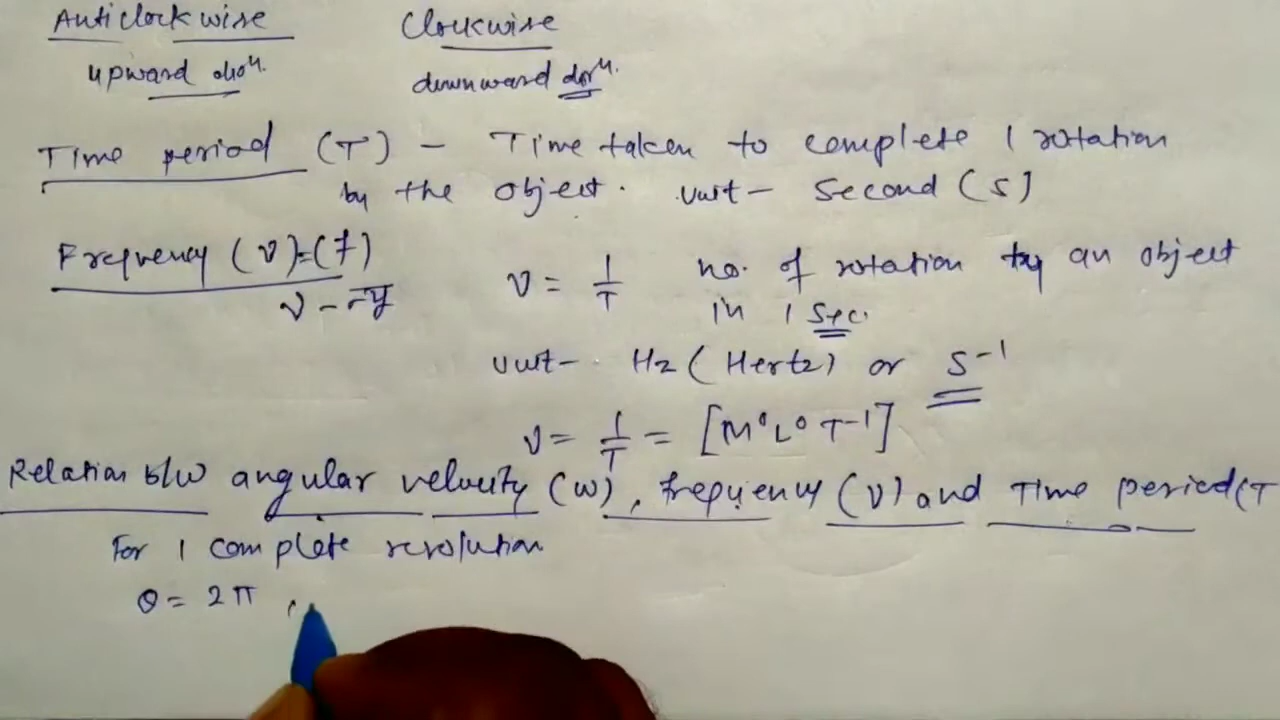 Anticlockwise Clockwise
upward dirⁿ. downward dirⁿ.
Time period (T) – Time taken to complete 1 rotation
by the object. Unit – Second (s)
Frequency (ν)=(f) ν = 1/T no. of rotation by an object
in 1 Sec.
Unit – Hz (Hertz) or S⁻¹
ν = 1/T = [M⁰L⁰T⁻¹]
Relation b/w angular velocity (ω), frequency (ν) and Time period (T
For 1 complete revolution
θ = 2π ,